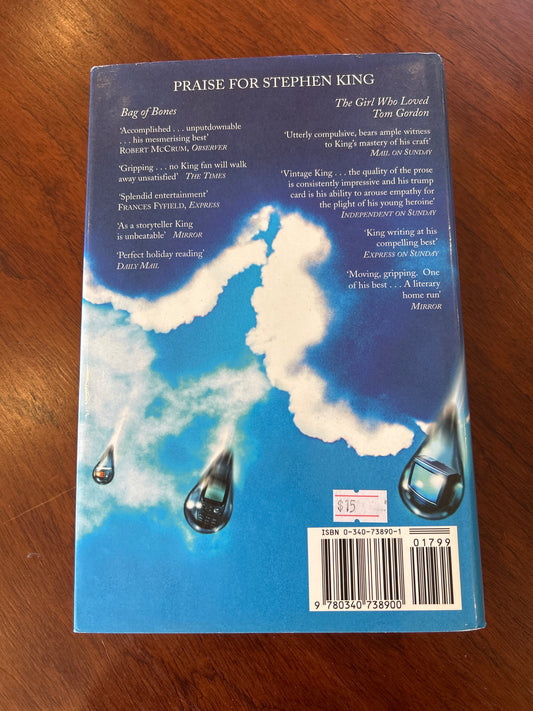 PRAISE FOR STEPHEN KING
Bag of Bones
‘Accomplished . . . unputdownable
. . . his mesmerising best’
ROBERT MCCRUM, OBSERVER
‘Gripping . . . no King fan will walk
away unsatisfied’ THE TIMES
‘Splendid entertainment’
FRANCES FYFIELD, EXPRESS
‘As a storyteller King
is unbeatable’ MIRROR
‘Perfect holiday reading’
DAILY MAIL
The Girl Who Loved
Tom Gordon
‘Utterly compulsive, bears ample witness
to King’s mastery of his craft’
MAIL ON SUNDAY
‘Vintage King . . . the quality of the prose
is consistently impressive and his trump
card is his ability to arouse empathy for
the plight of his young heroine’
INDEPENDENT ON SUNDAY
‘King writing at his
compelling best’
EXPRESS ON SUNDAY
‘Moving, gripping. One
of his best . . . A literary
home run’
MIRROR
$15
ISBN 0-340-73890-1
01799
9 780340 738900